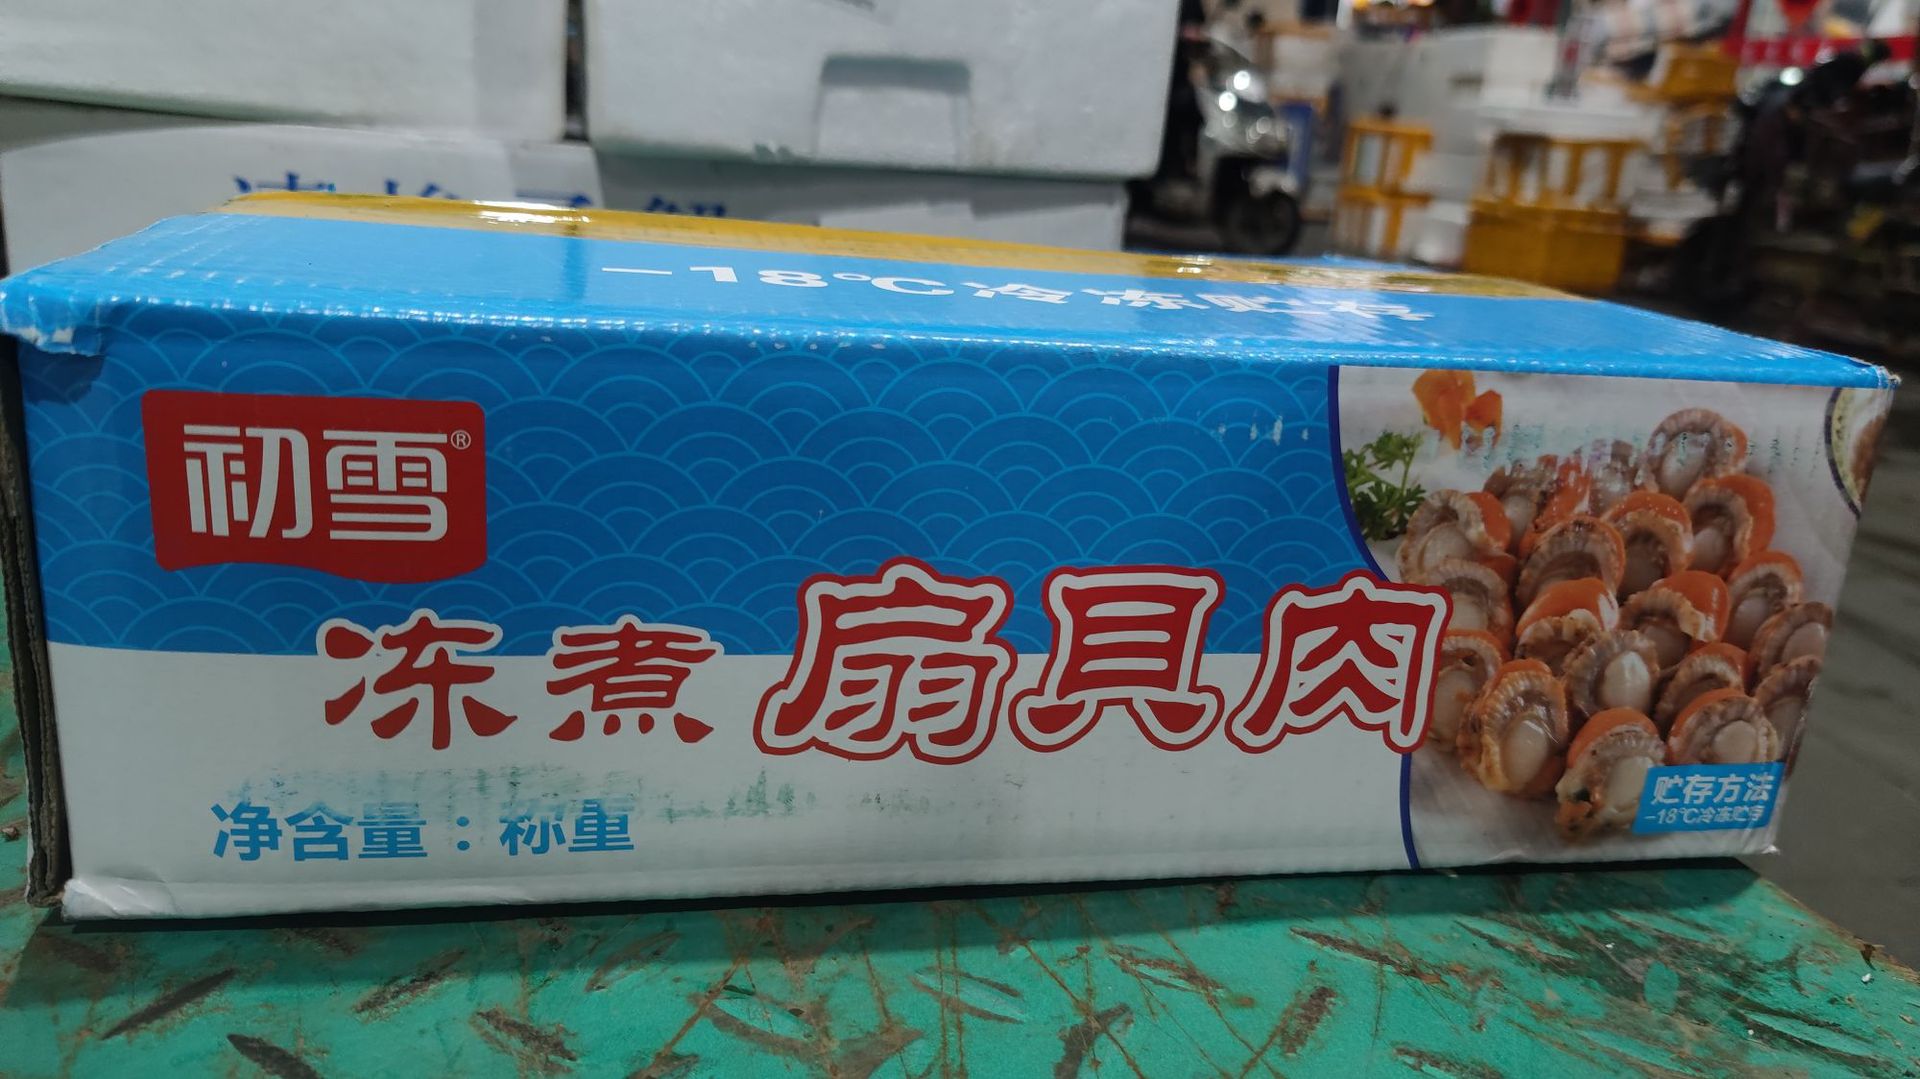 -18℃冷冻贮存
初雪®
冻煮扇貝肉
净含量：称重
贮存方法
-18℃冷冻贮存